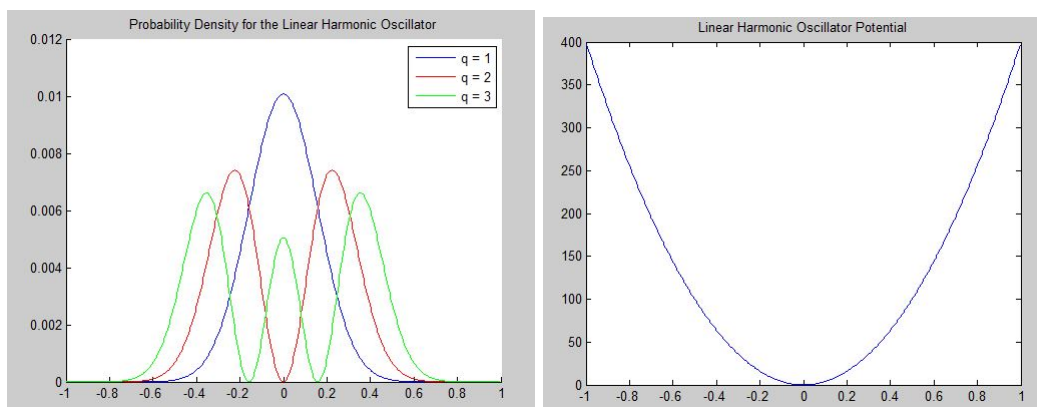 Probability Density for the Linear Harmonic Oscillator
0.012
0.01
0.008
0.006
0.004
0.002
0
-1 -0.8 -0.6 -0.4 -0.2 0 0.2 0.4 0.6 0.8 1
q = 1
q = 2
q = 3
Linear Harmonic Oscillator Potential
400
350
300
250
200
150
100
50
0
-1 -0.8 -0.6 -0.4 -0.2 0 0.2 0.4 0.6 0.8 1